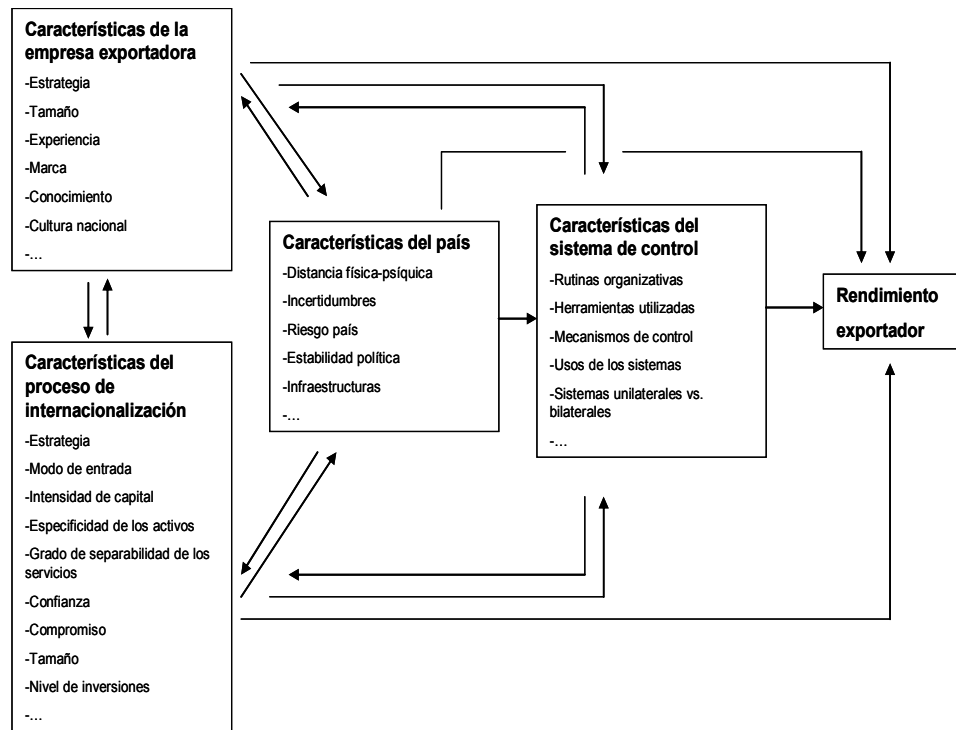 Características de la
empresa exportadora
-Estrategia
-Tamaño
-Experiencia
-Marca
-Conocimiento
-Cultura nacional
-...
Características del
proceso de
internacionalización
-Estrategia
-Modo de entrada
-Intensidad de capital
-Especificidad de los activos
-Grado de separabilidad de los
servicios
-Confianza
-Compromiso
-Tamaño
-Nivel de inversiones
-...
Características del país
-Distancia física-psíquica
-Incertidumbres
-Riesgo país
-Estabilidad política
-Infraestructuras
-...
Características del
sistema de control
-Rutinas organizativas
-Herramientas utilizadas
-Mecanismos de control
-Usos de los sistemas
-Sistemas unilaterales vs.
bilaterales
-...
Rendimiento
exportador